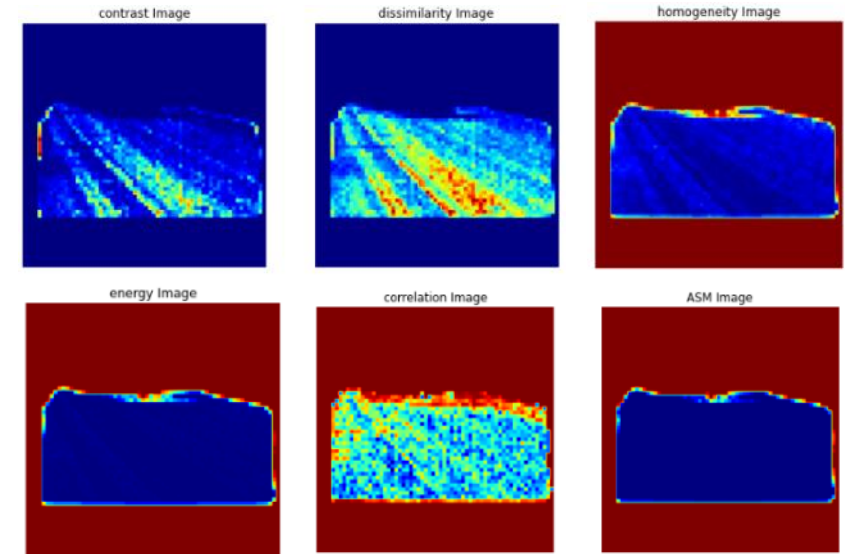 contrast Image
dissimilarity Image
homogeneity Image
energy Image
correlation Image
ASM Image